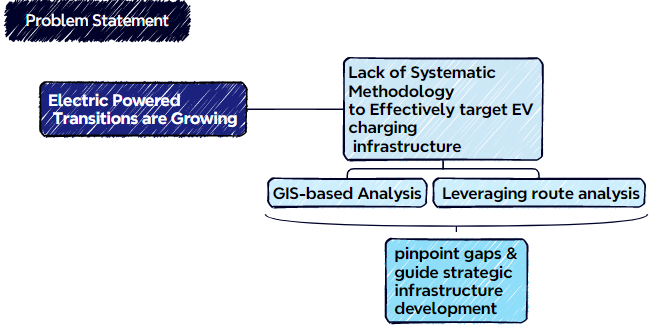 Problem Statement
Electric Powered
Transitions are Growing
Lack of Systematic
Methodology
to Effectively target EV
charging
infrastructure
GIS-based Analysis
Leveraging route analysis
pinpoint gaps &
guide strategic
infrastructure
development